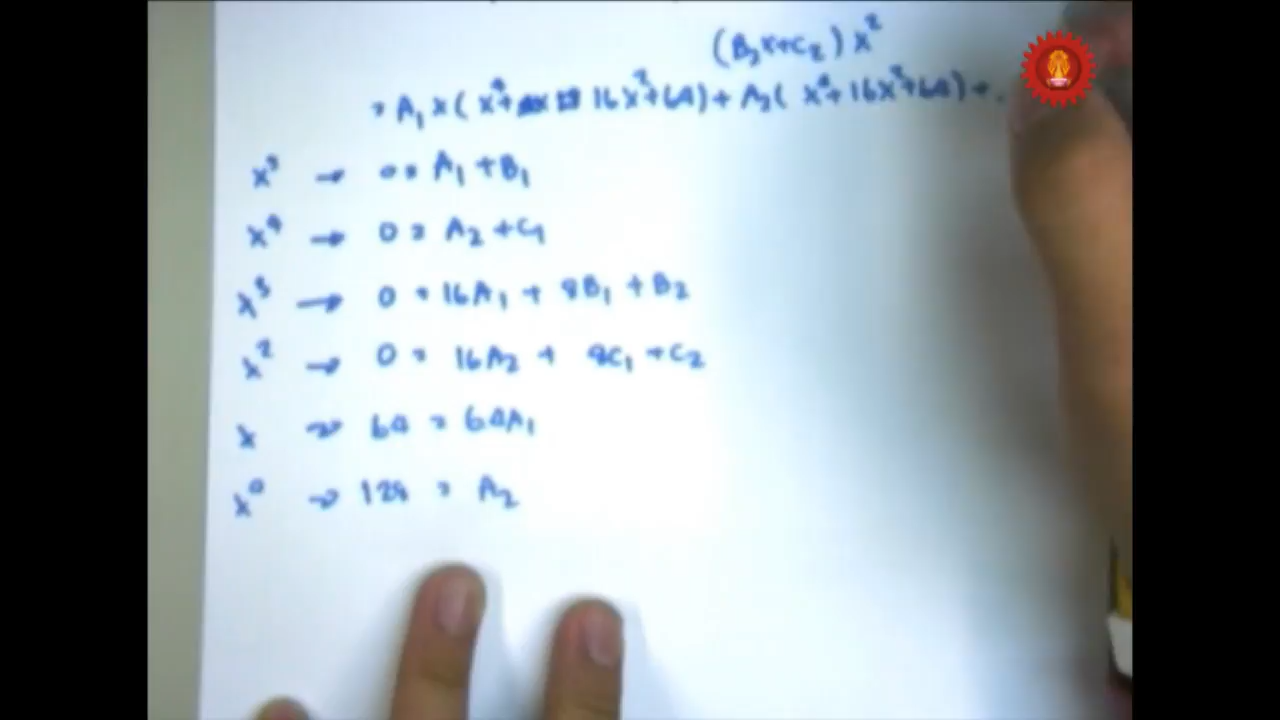 (B₂x+C₂) x²
= A₁ x ( x⁴+ 16x²+64) + A₂( x⁴+16x²+64) + .
x⁵ → 0 = A₁ + B₁
x⁴ → 0 = A₂ + C₁
x³ → 0 = 16A₁ + 8B₁ + B₂
x² → 0 = 16A₂ + 8C₁ + C₂
x → 64 = 64A₁
x⁰ → 128 = A₂